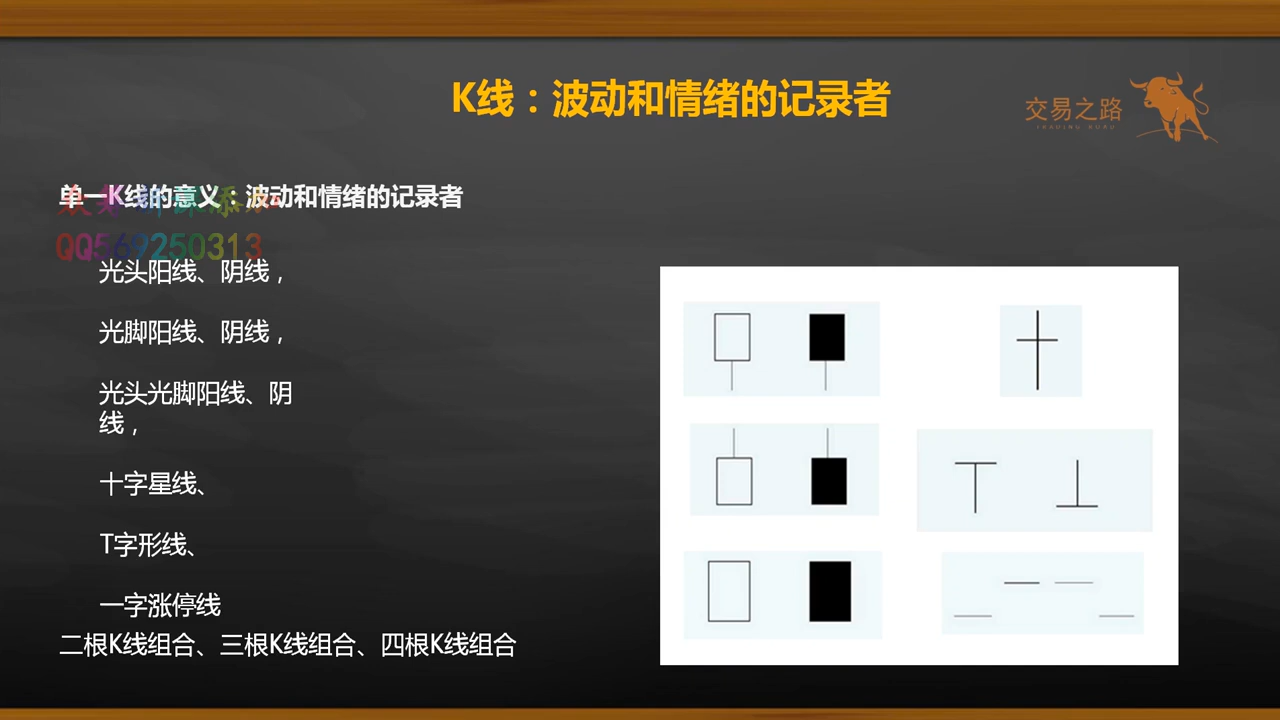 K线：波动和情绪的记录者
交易之路
TRADING ROAD
单一K线的意义：波动和情绪的记录者
QQ569250313
光头阳线、阴线，
光脚阳线、阴线，
光头光脚阳线、阴
线，
十字星线、
T字形线、
一字涨停线
二根K线组合、三根K线组合、四根K线组合